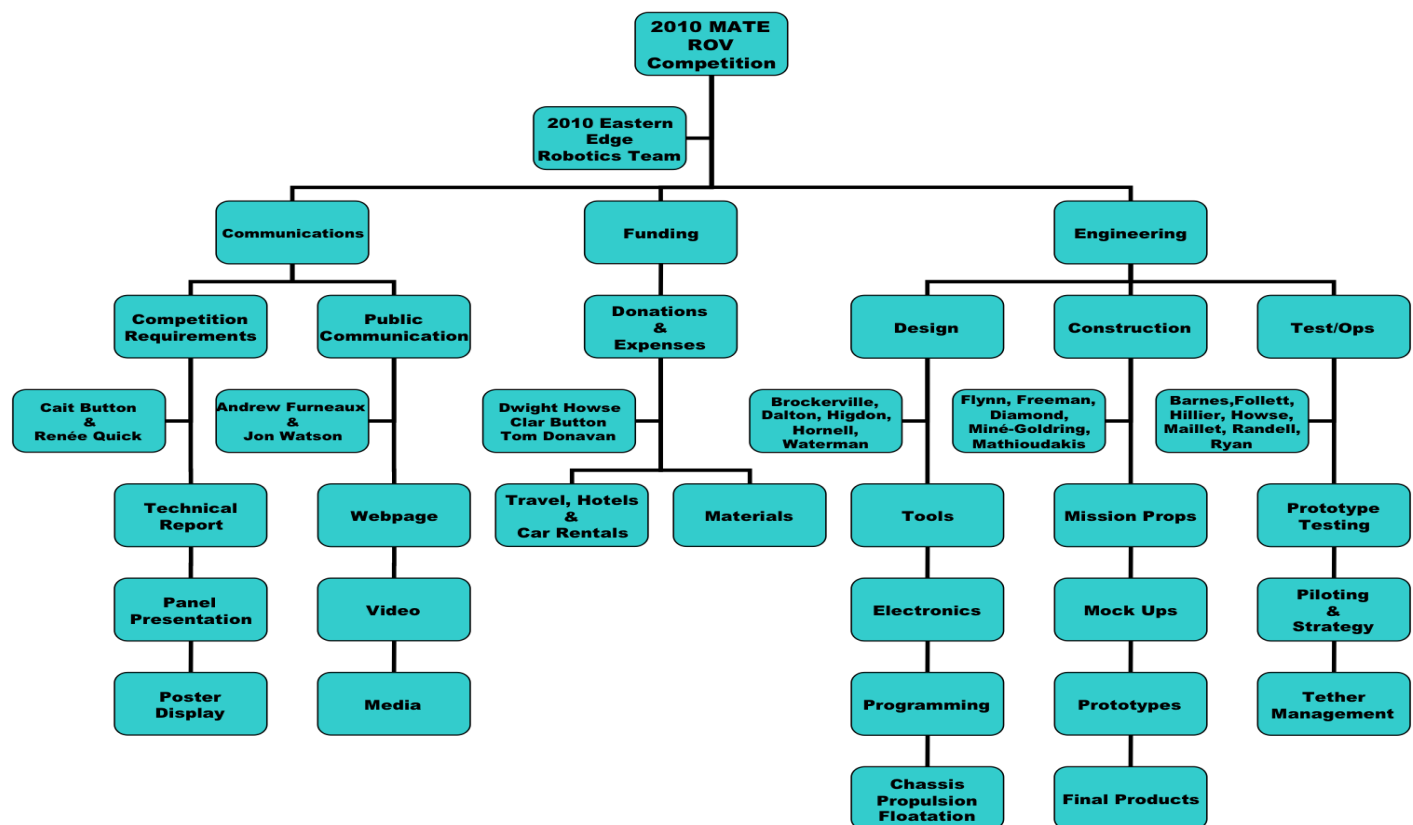 2010 MATE
ROV
Competition
2010 Eastern
Edge
Robotics Team
Communications
Funding
Engineering
Competition
Requirements
Public
Communication
Donations
&
Expenses
Design
Construction
Test/Ops
Cait Button
&
Renée Quick
Andrew Furneaux
&
Jon Watson
Dwight Howse
Clar Button
Tom Donavan
Brockerville,
Dalton, Higdon,
Hornell,
Waterman
Flynn, Freeman,
Diamond,
Miné-Goldring,
Mathioudakis
Barnes,Follett,
Hillier, Howse,
Maillet, Randell,
Ryan
Technical
Report
Webpage
Travel, Hotels
&
Car Rentals
Materials
Tools
Mission Props
Prototype
Testing
Panel
Presentation
Video
Electronics
Mock Ups
Piloting
&
Strategy
Poster
Display
Media
Programming
Prototypes
Tether
Management
Chassis
Propulsion
Floatation
Final Products